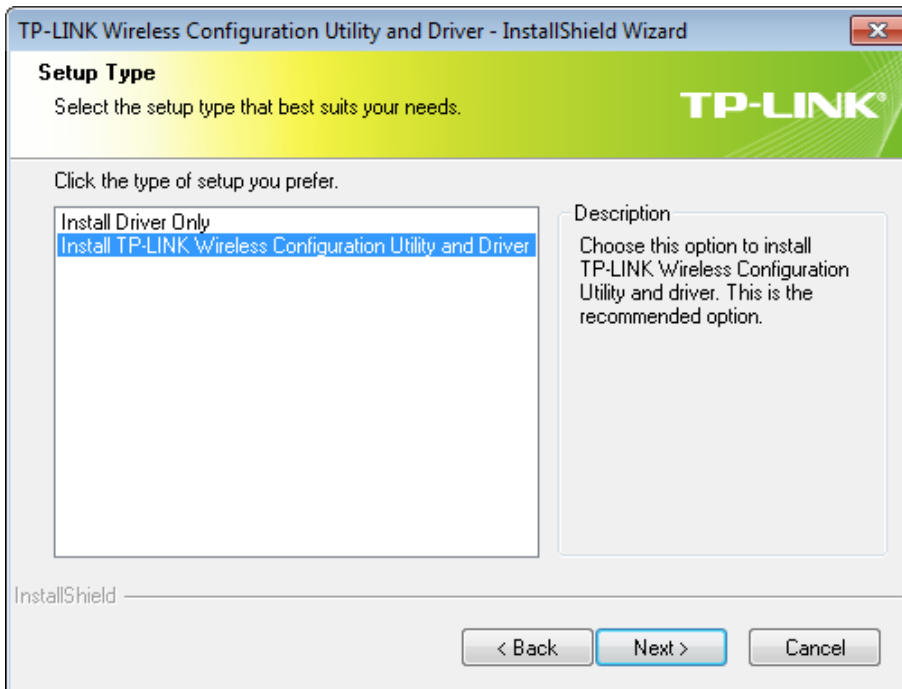 TP-LINK Wireless Configuration Utility and Driver - InstallShield Wizard
Setup Type
Select the setup type that best suits your needs.
TP-LINK®
Click the type of setup you prefer.
Install Driver Only
Install TP-LINK Wireless Configuration Utility and Driver
Description
Choose this option to install
TP-LINK Wireless Configuration
Utility and driver. This is the
recommended option.
InstallShield
< Back
Next >
Cancel